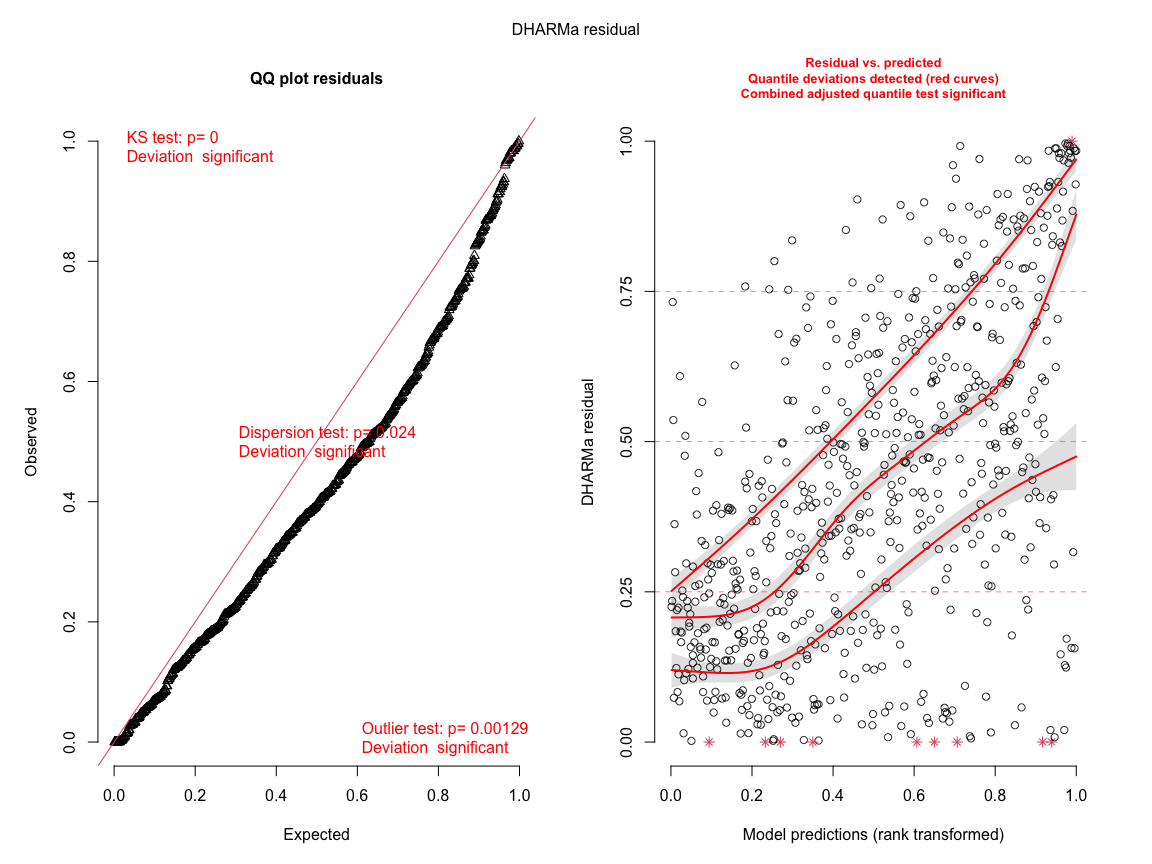 DHARMa residual
QQ plot residuals
KS test: p= 0
Deviation  significant
Dispersion test: p= 0.024
Deviation  significant
Outlier test: p= 0.00129
Deviation  significant
Observed
1.0
0.8
0.6
0.4
0.2
0.0
0.0 0.2 0.4 0.6 0.8 1.0
Expected
Residual vs. predicted
Quantile deviations detected (red curves)
Combined adjusted quantile test significant
DHARMa residual
1.00
0.75
0.50
0.25
0.00
0.0 0.2 0.4 0.6 0.8 1.0
Model predictions (rank transformed)